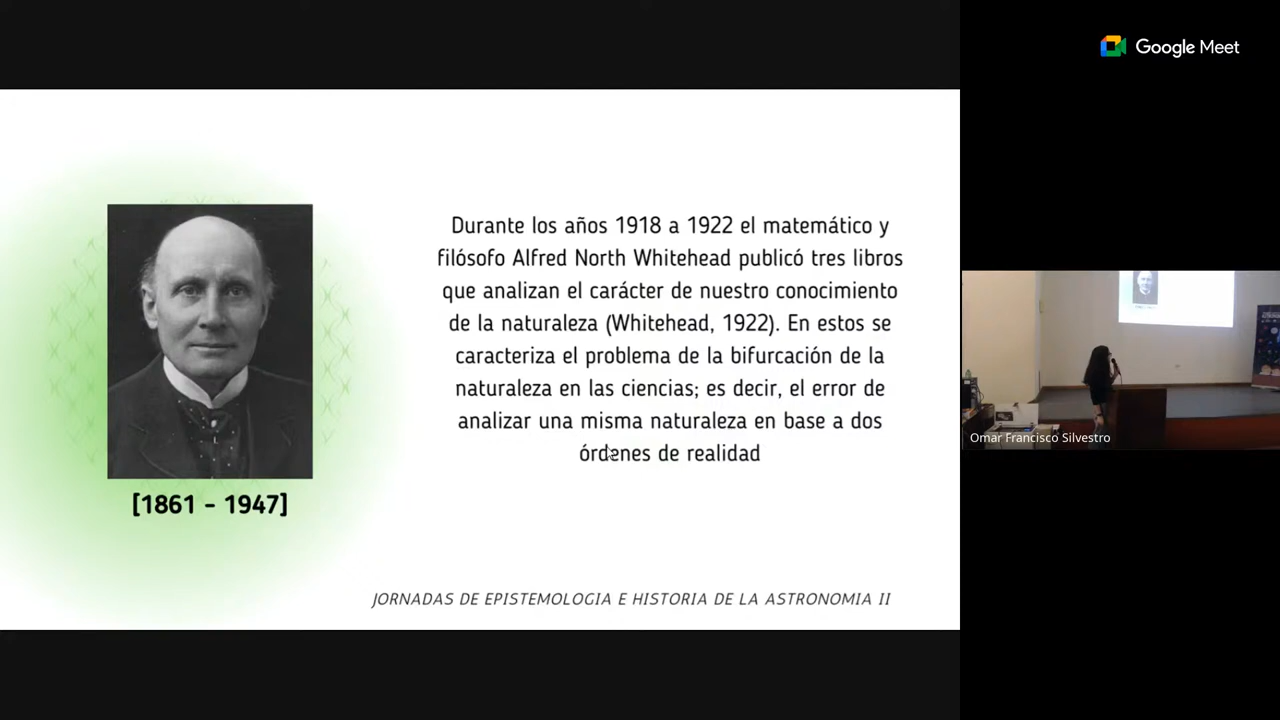 Google Meet
Durante los años 1918 a 1922 el matemático y
filósofo Alfred North Whitehead publicó tres libros
que analizan el carácter de nuestro conocimiento
de la naturaleza (Whitehead, 1922). En estos se
caracteriza el problema de la bifurcación de la
naturaleza en las ciencias; es decir, el error de
analizar una misma naturaleza en base a dos
órdenes de realidad
[1861 - 1947]
JORNADAS DE EPISTEMOLOGIA E HISTORIA DE LA ASTRONOMIA II
Omar Francisco Silvestro